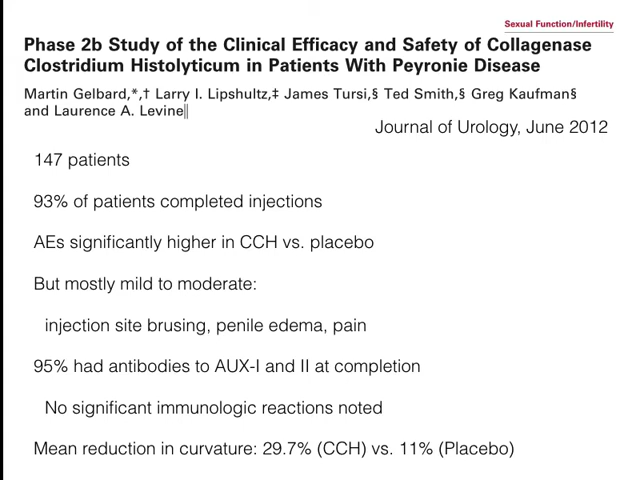 Sexual Function/Infertility
Phase 2b Study of the Clinical Efficacy and Safety of Collagenase
Clostridium Histolyticum in Patients With Peyronie Disease
Martin Gelbard,*,† Larry I. Lipshultz,‡ James Tursi,§ Ted Smith,§ Greg Kaufman§
and Laurence A. Levine‖
Journal of Urology, June 2012
147 patients
93% of patients completed injections
AEs significantly higher in CCH vs. placebo
But mostly mild to moderate:
injection site brusing, penile edema, pain
95% had antibodies to AUX-I and II at completion
No significant immunologic reactions noted
Mean reduction in curvature: 29.7% (CCH) vs. 11% (Placebo)